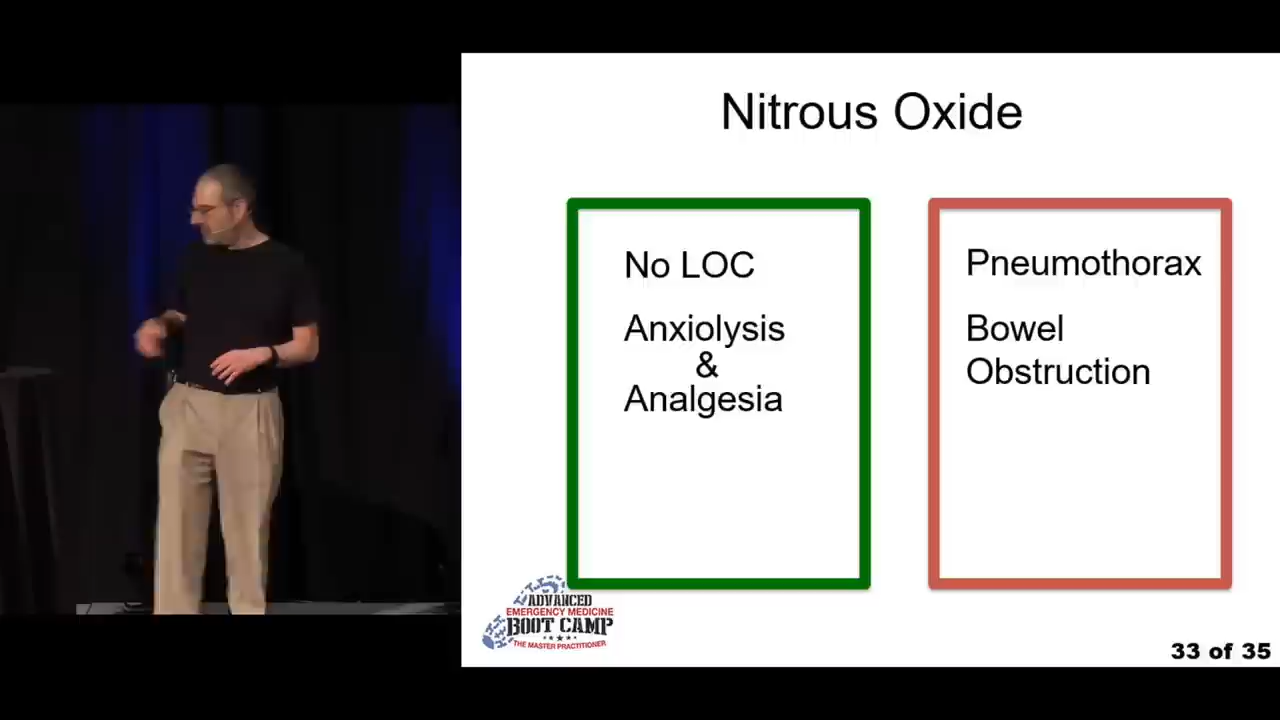 Nitrous Oxide
No LOC
Anxiolysis
&
Analgesia
Pneumothorax
Bowel
Obstruction
ADVANCED
EMERGENCY MEDICINE
BOOT CAMP
THE MASTER PRACTITIONER
33 of 35